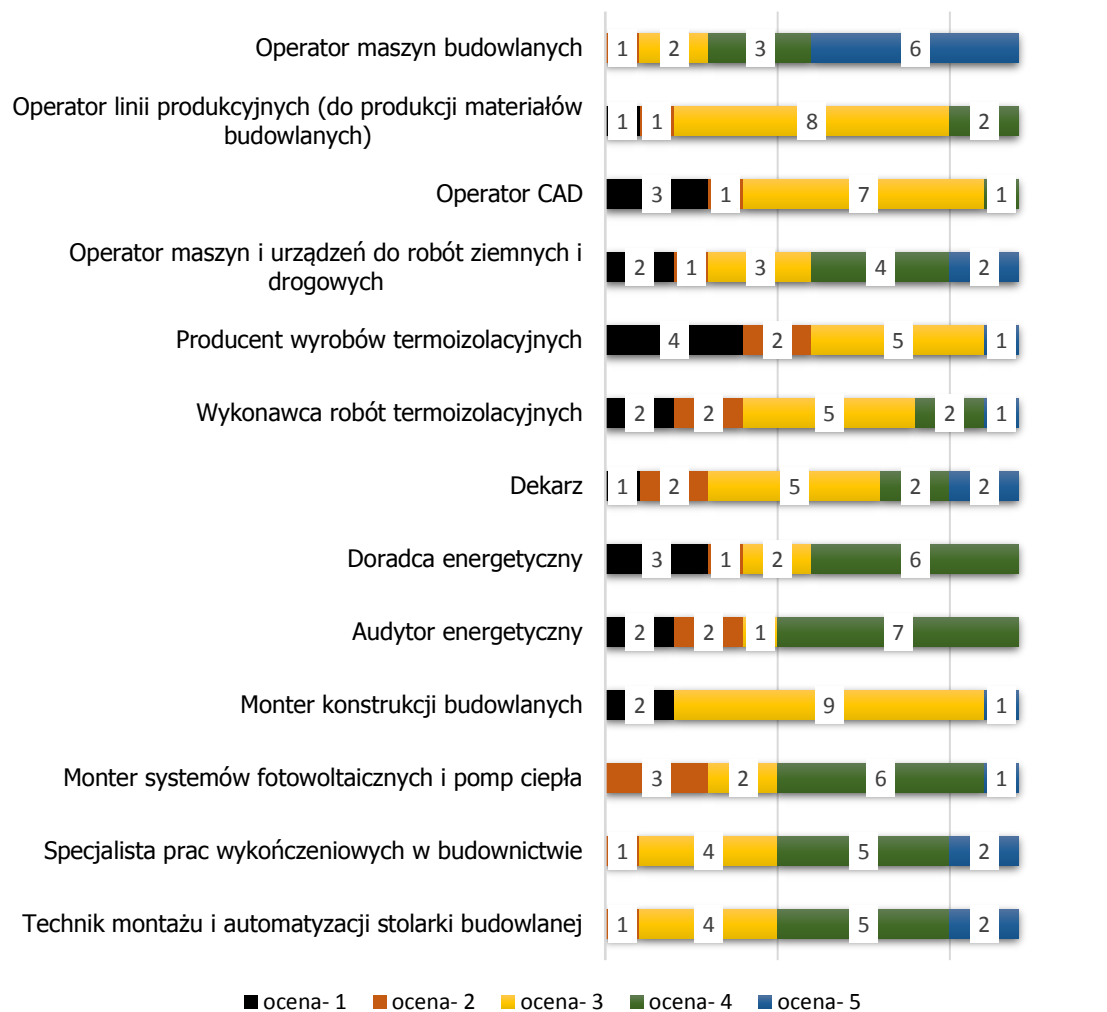 Operator maszyn budowlanych
1 2 3 6
Operator linii produkcyjnych (do produkcji materiałów
budowlanych)
1 1 8 2
Operator CAD
3 1 7 1
Operator maszyn i urządzeń do robót ziemnych i
drogowych
2 1 3 4 2
Producent wyrobów termoizolacyjnych
4 2 5 1
Wykonawca robót termoizolacyjnych
2 2 5 2 1
Dekarz
1 2 5 2 2
Doradca energetyczny
3 1 2 6
Audytor energetyczny
2 2 1 7
Monter konstrukcji budowlanych
2 9 1
Monter systemów fotowoltaicznych i pomp ciepła
3 2 6 1
Specjalista prac wykończeniowych w budownictwie
1 4 5 2
Technik montażu i automatyzacji stolarki budowlanej
1 4 5 2
ocena- 1 ocena- 2 ocena- 3 ocena- 4 ocena- 5